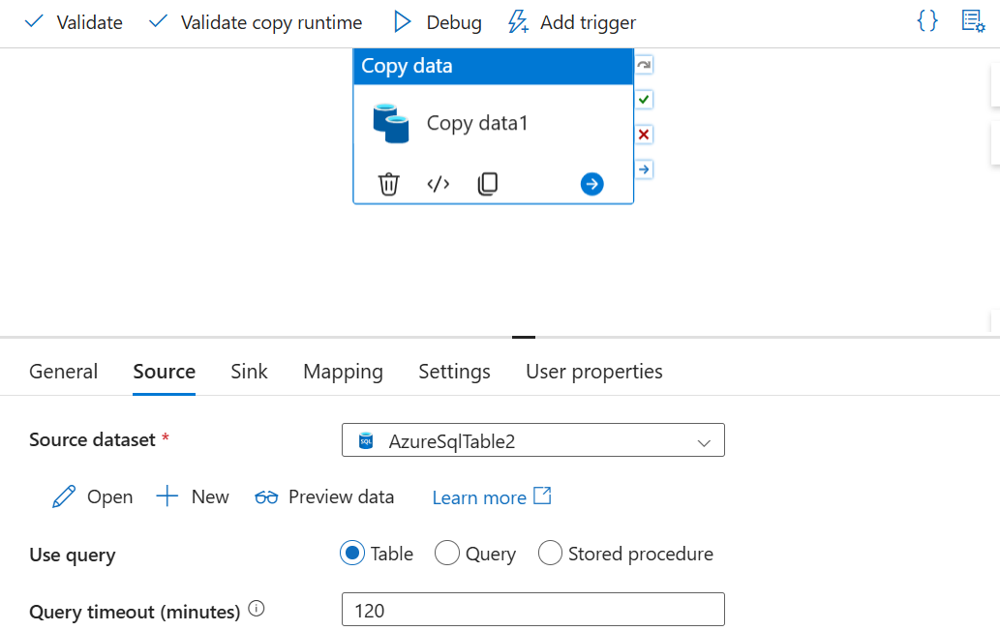 Validate Validate copy runtime Debug Add trigger {}
Copy data
Copy data1
</>
General Source Sink Mapping Settings User properties
Source dataset * SQL AzureSqlTable2
Open New Preview data Learn more
Use query Table Query Stored procedure
Query timeout (minutes) 120